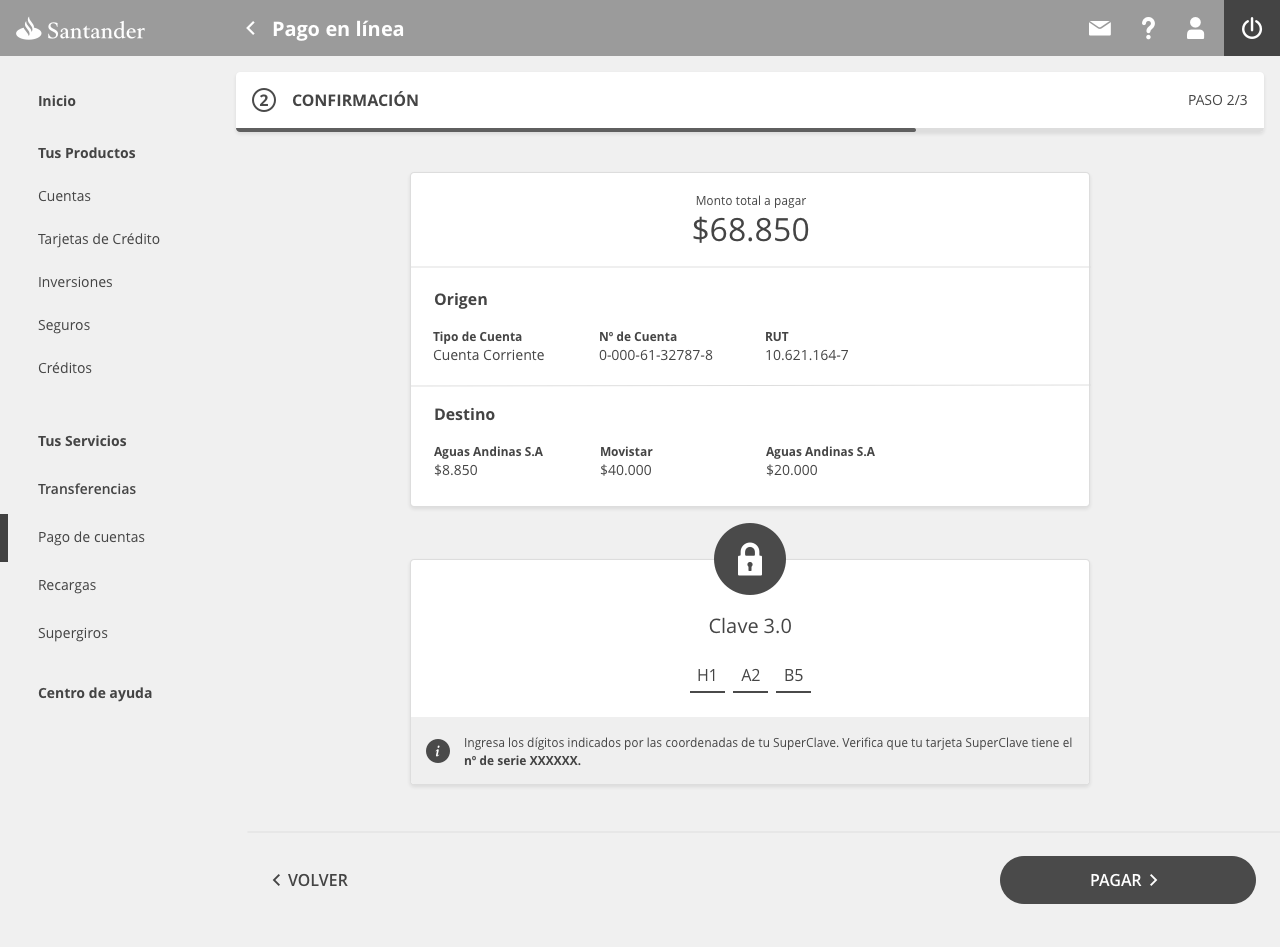 Santander
Pago en línea
Inicio
Tus Productos
Cuentas
Tarjetas de Crédito
Inversiones
Seguros
Créditos
Tus Servicios
Transferencias
Pago de cuentas
Recargas
Supergiros
Centro de ayuda
2 CONFIRMACIÓN PASO 2/3
Monto total a pagar
$68.850
Origen
Tipo de Cuenta Nº de Cuenta RUT
Cuenta Corriente 0-000-61-32787-8 10.621.164-7
Destino
Aguas Andinas S.A Movistar Aguas Andinas S.A
$8.850 $40.000 $20.000
Clave 3.0
H1 A2 B5
Ingresa los dígitos indicados por las coordenadas de tu SuperClave. Verifica que tu tarjeta SuperClave tiene el
nº de serie XXXXXX.
VOLVER
PAGAR